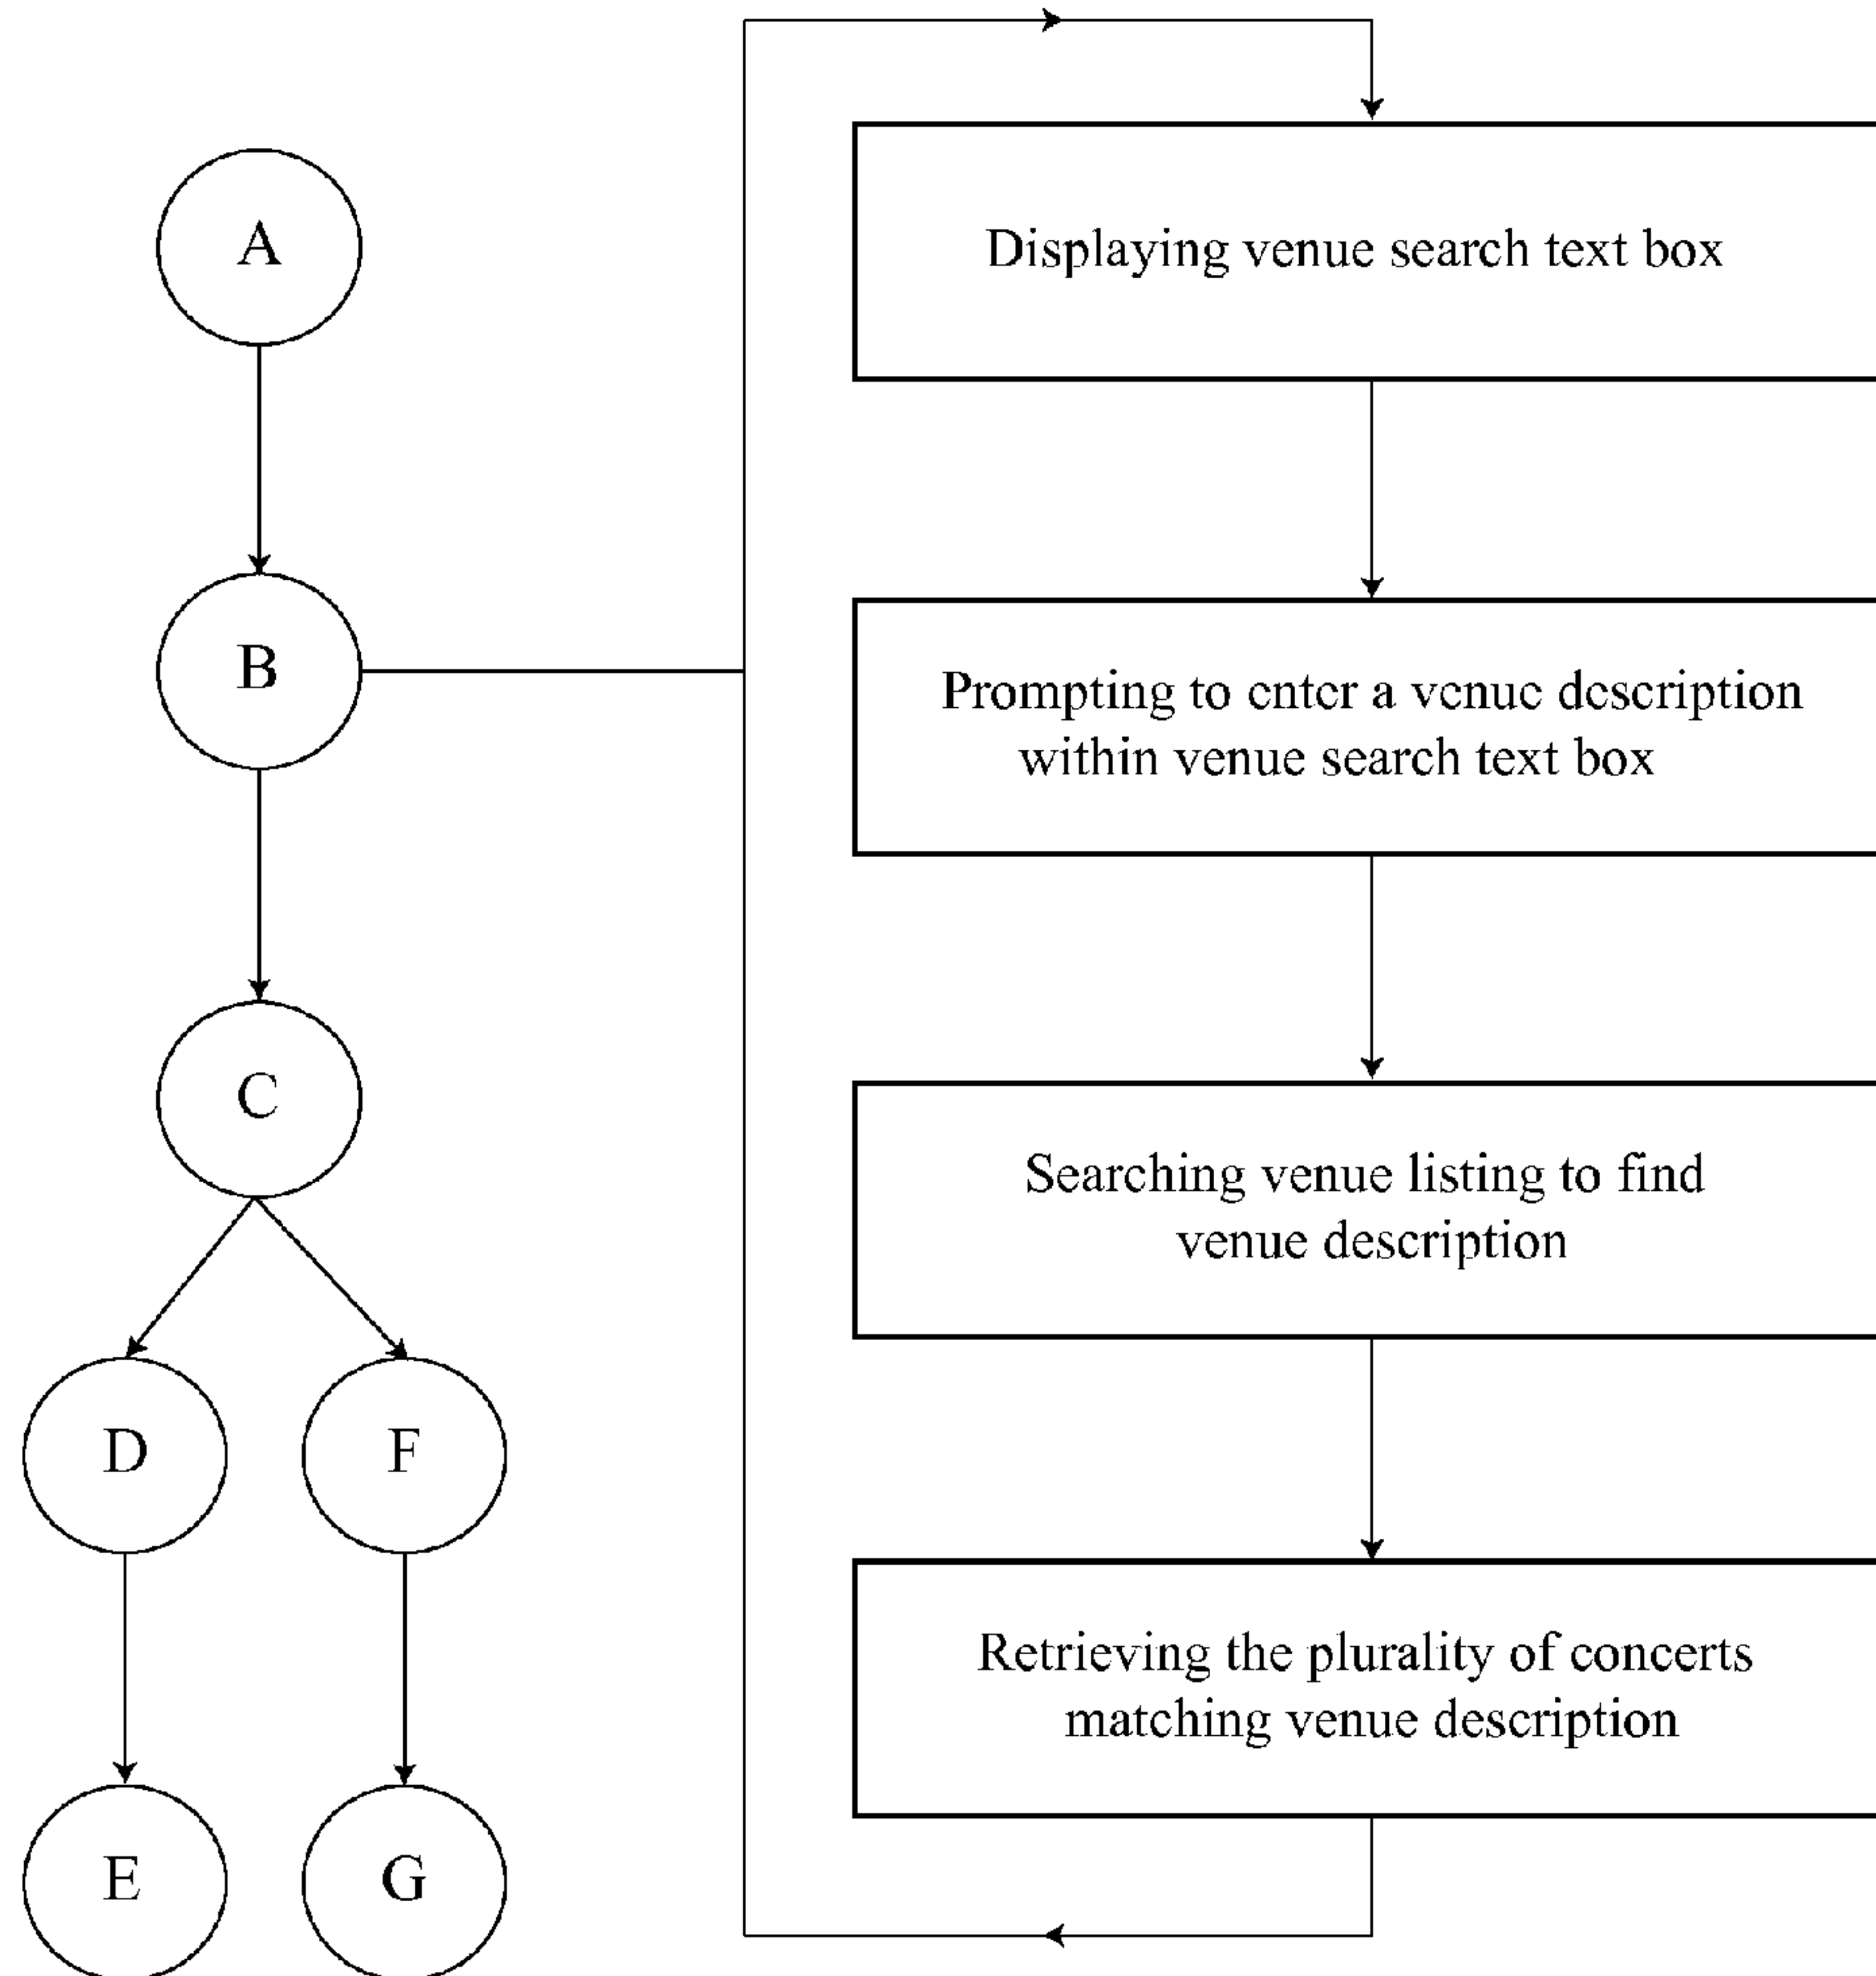 A
B
C
D
F
E
G
Displaying venue search text box
Prompting to enter a venue description
within venue search text box
Searching venue listing to find
venue description
Retrieving the plurality of concerts
matching venue description